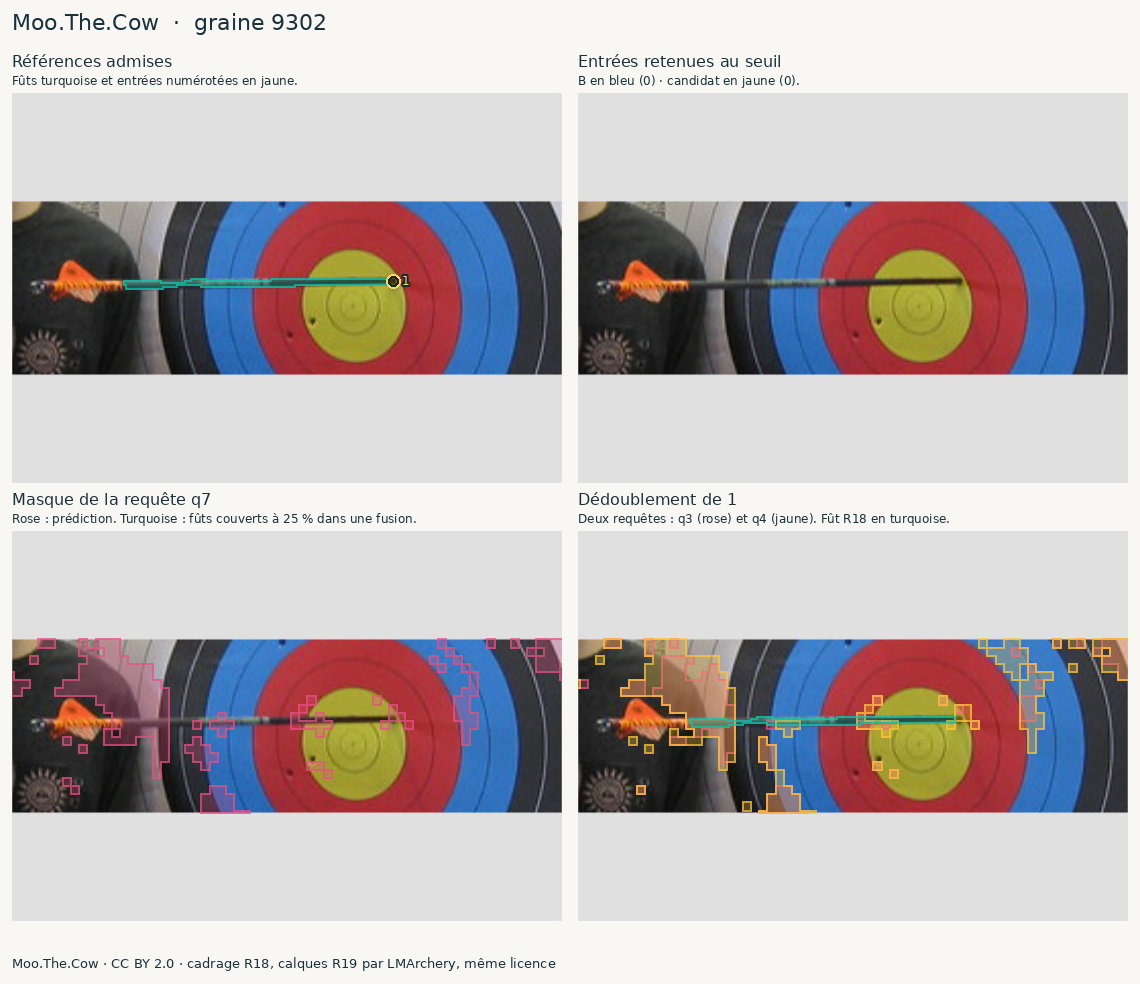 Moo.The.Cow · graine 9302
Références admises
Fûts turquoise et entrées numérotées en jaune.
Entrées retenues au seuil
B en bleu (0) · candidat en jaune (0).
1
Masque de la requête q7
Rose : prédiction. Turquoise : fûts couverts à 25 % dans une fusion.
Dédoublement de 1
Deux requêtes : q3 (rose) et q4 (jaune). Fût R18 en turquoise.
Moo.The.Cow · CC BY 2.0 · cadrage R18, calques R19 par LMArchery, même licence